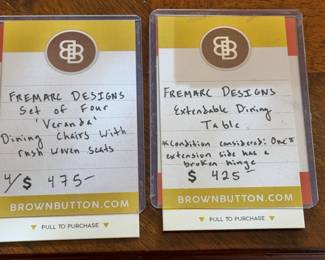 FREMARC DESIGNS
Set of Four
'Veranda'
Dining Chairs with
rush woven seats
4/$ 475-
BROWNBUTTON.COM
PULL TO PURCHASE
FREMARC DESIGNS
Extendable Dining
Table
*Condition considered: One
extension side has a
broken hinge
$ 425-
BROWNBUTTON.COM
PULL TO PURCHASE